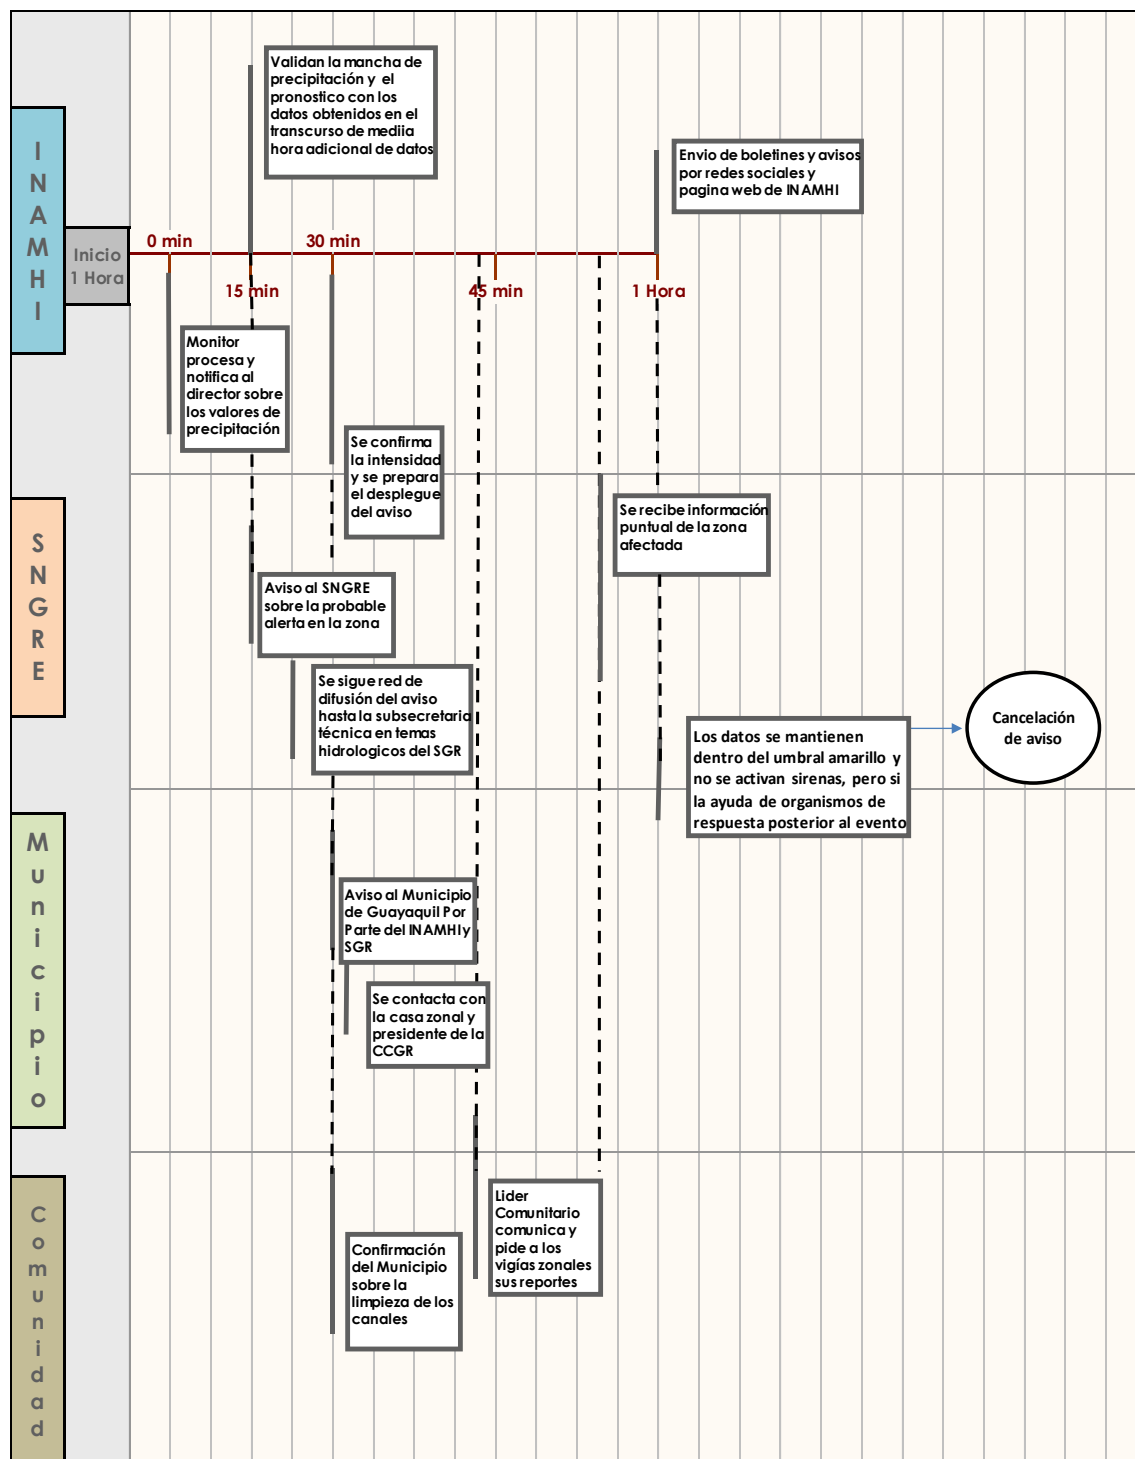 INAMHI
Inicio
1 Hora
0 min
15 min
30 min
45 min
1 Hora
Validan la mancha de
precipitación y el
pronostico con los
datos obtenidos en el
transcurso de mediia
hora adicional de datos
Envio de boletines y avisos
por redes sociales y
pagina web de INAMHI
Monitor
procesa y
notifica al
director sobre
los valores de
precipitación
Se confirma
la intensidad
y se prepara
el desplegue
del aviso
SNGRE
Se recibe información
puntual de la zona
afectada
Aviso al SNGRE
sobre la probable
alerta en la zona
Se sigue red de
difusión del aviso
hasta la subsecretaria
técnica en temas
hidrologicos del SGR
Los datos se mantienen
dentro del umbral amarillo y
no se activan sirenas, pero si
la ayuda de organismos de
respuesta posterior al evento
Cancelación
de aviso
Municipio
Aviso al Municipio
de Guayaquil Por
Parte del INAMHI y
SGR
Se contacta con
la casa zonal y
presidente de la
CCGR
Comunidad
Lider
Comunitario
comunica y
pide a los
vigías zonales
sus reportes
Confirmación
del Municipio
sobre la
limpieza de los
canales